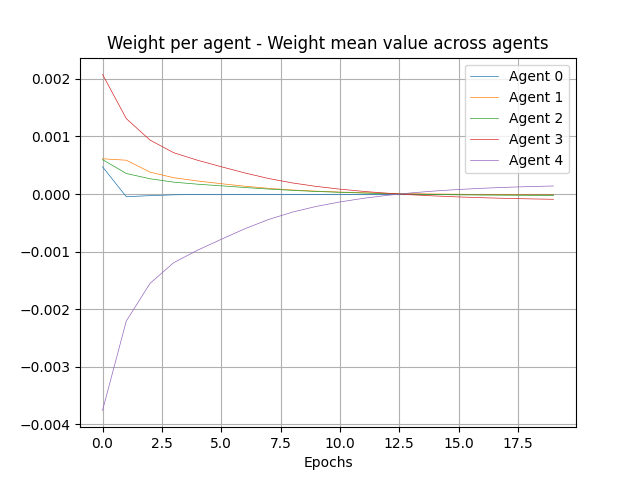 Weight per agent - Weight mean value across agents
Agent 0
Agent 1
Agent 2
Agent 3
Agent 4
0.002
0.001
0.000
−0.001
−0.002
−0.003
−0.004
0.0 2.5 5.0 7.5 10.0 12.5 15.0 17.5
Epochs